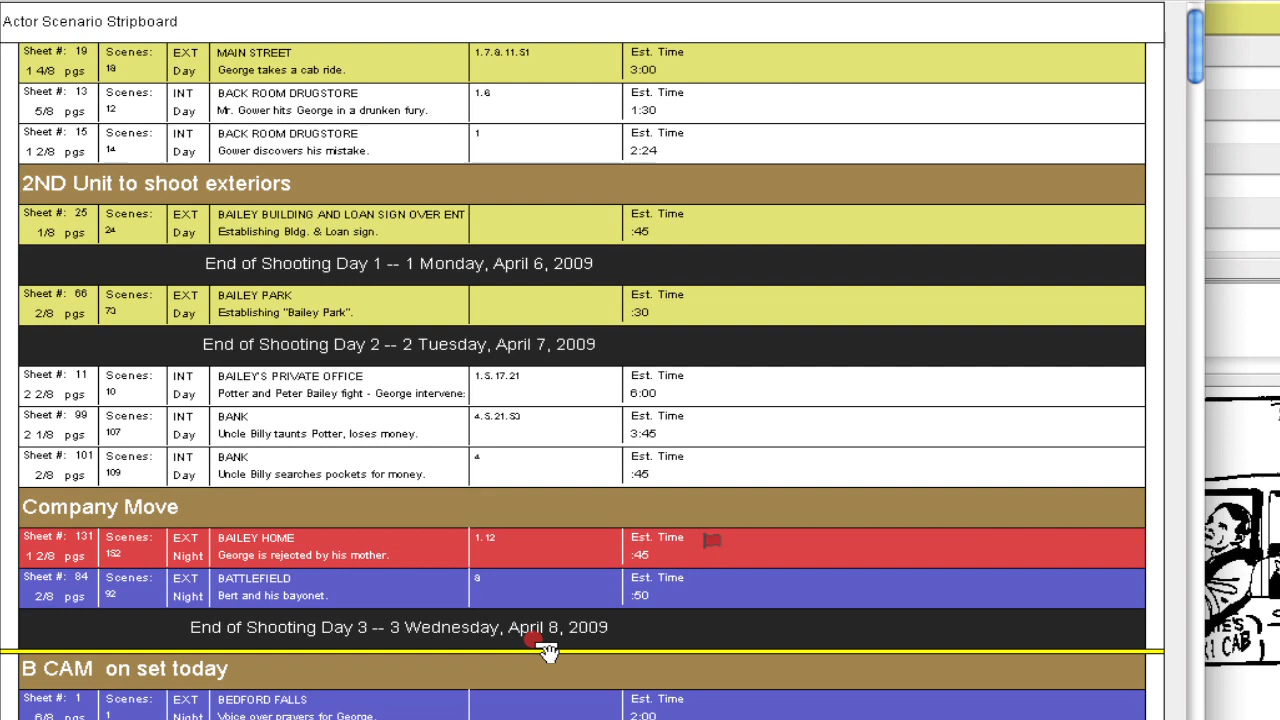 Actor Scenario Stripboard
Sheet #: 19 Scenes: EXT MAIN STREET 1.7.8.11.51 Est. Time
1 4/8 pgs 18 Day George takes a cab ride. 3:00
Sheet #: 13 Scenes: INT BACK ROOM DRUGSTORE 1.6 Est. Time
5/8 pgs 12 Day Mr. Gower hits George in a drunken fury. 1:30
Sheet #: 15 Scenes: INT BACK ROOM DRUGSTORE 1 Est. Time
1 2/8 pgs 14 Day Gower discovers his mistake. 2:24
2ND Unit to shoot exteriors
Sheet #: 25 Scenes: EXT BAILEY BUILDING AND LOAN SIGN OVER ENT Est. Time
1/8 pgs 24 Day Establishing Bldg. & Loan sign. :45
End of Shooting Day 1 -- 1 Monday, April 6, 2009
Sheet #: 66 Scenes: EXT BAILEY PARK Est. Time
2/8 pgs 73 Day Establishing "Bailey Park". :30
End of Shooting Day 2 -- 2 Tuesday, April 7, 2009
Sheet #: 11 Scenes: INT BAILEY'S PRIVATE OFFICE 1.5.17.21 Est. Time
2 2/8 pgs 10 Day Potter and Peter Bailey fight - George intervene: 6:00
Sheet #: 99 Scenes: INT BANK 4.5.21.53 Est. Time
2 1/8 pgs 107 Day Uncle Billy taunts Potter, loses money. 3:45
Sheet #: 101 Scenes: INT BANK 4 Est. Time
2/8 pgs 109 Day Uncle Billy searches pockets for money. :45
Company Move
Sheet #: 131 Scenes: EXT BAILEY HOME 1.12 Est. Time
1 2/8 pgs 152 Night George is rejected by his mother. :45
Sheet #: 84 Scenes: EXT BATTLEFIELD 8 Est. Time
2/8 pgs 92 Night Bert and his bayonet. :50
End of Shooting Day 3 -- 3 Wednesday, April 8, 2009
B CAM on set today
Sheet #: 1 Scenes: EXT BEDFORD FALLS Est. Time
6/8 pgs 1 Night Voice over prayers for George. 2:00
CAB